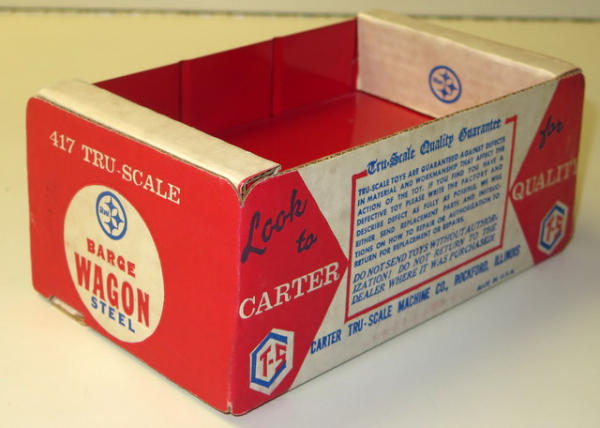 417 TRU-SCALE
BARGE
WAGON
STEEL
Look
to
CARTER
T-S
Tru-Scale Quality Guarantee
TRU-SCALE TOYS ARE GUARANTEED AGAINST DEFECTS
IN MATERIAL AND WORKMANSHIP THAT AFFECT THE
ACTION OF THE TOY. IF YOU FIND YOU HAVE A
DEFECTIVE TOY PLEASE WRITE THE FACTORY AND
DESCRIBE DEFECT AS FULLY AS POSSIBLE. WE WILL
EITHER SEND REPLACEMENT PARTS AND INSTRUC-
TIONS ON HOW TO REPAIR OR AUTHORIZATION TO
RETURN FOR REPLACEMENT OR REPAIRS.
DO NOT SEND TOYS WITHOUT AUTHOR-
IZATION! DO NOT RETURN TO THE
DEALER WHERE IT WAS PURCHASED.
CARTER TRU-SCALE MACHINE CO., ROCKFORD, ILLINOIS
MADE IN U.S.A.
for
QUALITY
T-S